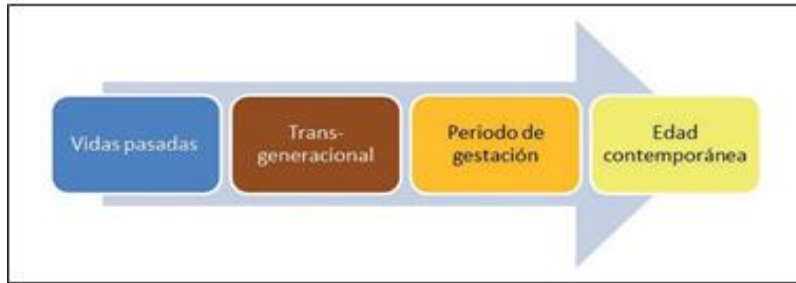 Vidas pasadas
Trans-
generacional
Periodo de
gestación
Edad
contemporánea